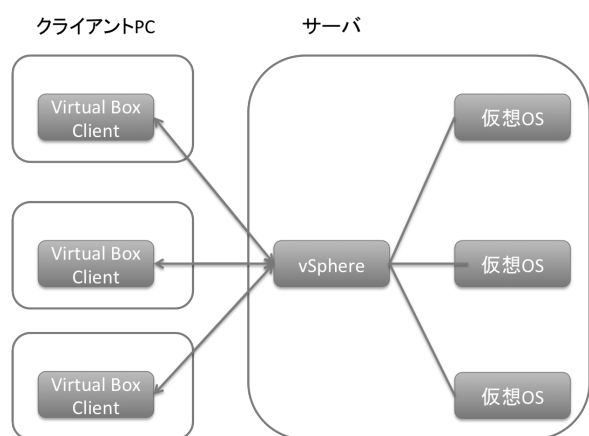 クライアントPC
サーバ
Virtual Box
Client
仮想OS
Virtual Box
Client
vSphere
仮想OS
Virtual Box
Client
仮想OS